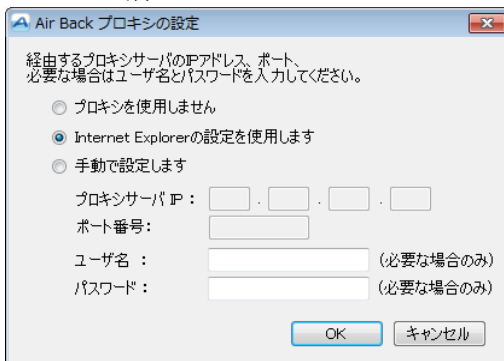 Air Back プロキシの設定
経由するプロキシサーバのIPアドレス、ポート、
必要な場合はユーザ名とパスワードを入力してください。
プロキシを使用しません
Internet Explorerの設定を使用します
手動で設定します
プロキシサーバ IP : . . .
ポート番号:
ユーザ名 : (必要な場合のみ)
パスワード : (必要な場合のみ)
OK キャンセル